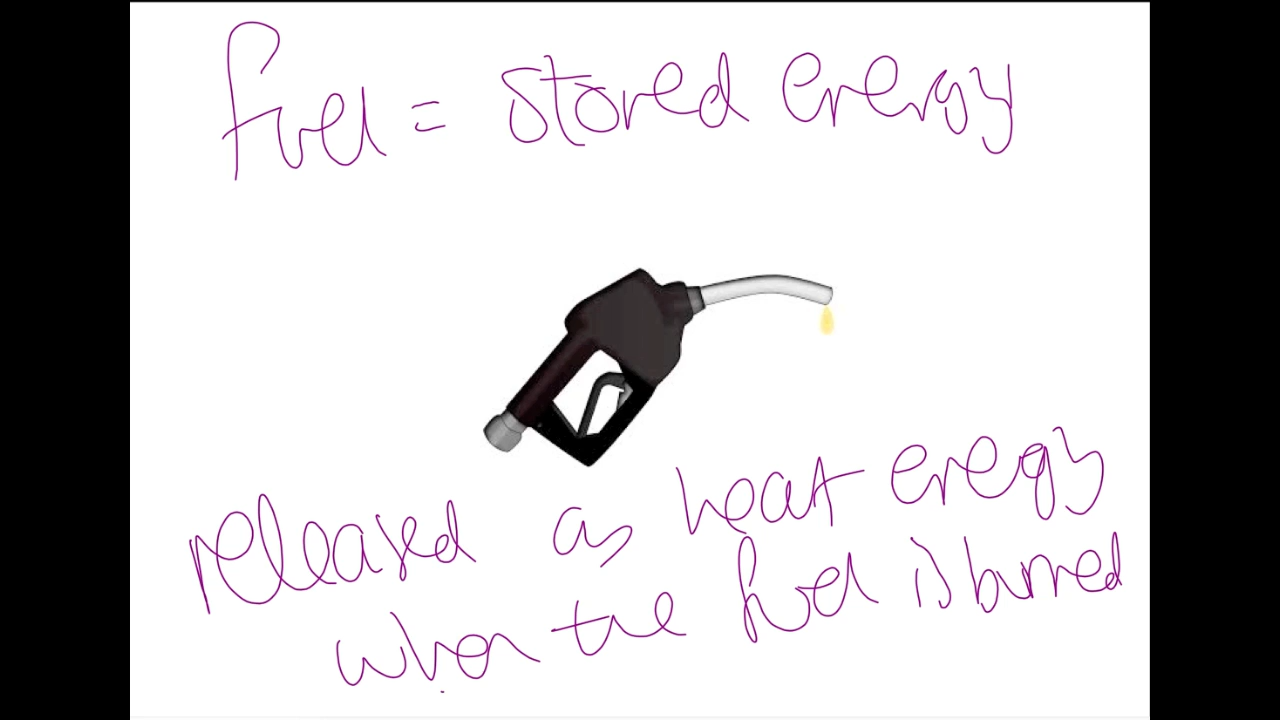 fuel = stored energy
released as heat energy
when the fuel is burned